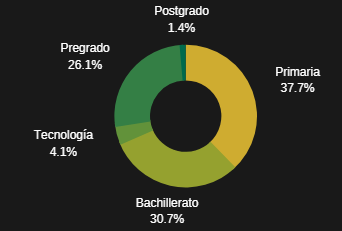 Postgrado
1.4%
Pregrado
26.1%
Primaria
37.7%
Tecnología
4.1%
Bachillerato
30.7%